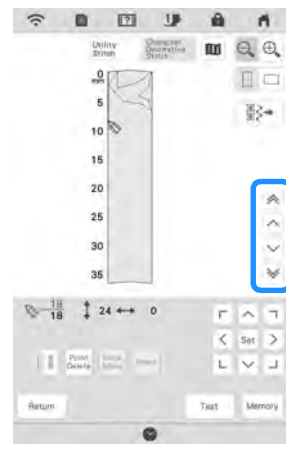 Utility
Stitch
Character
Decorative
Stitch
0
mm
5
10
15
20
25
30
35
18
18
24
0
Set
Point
Delete
Block
Move
Insert
Return
Test
Memory